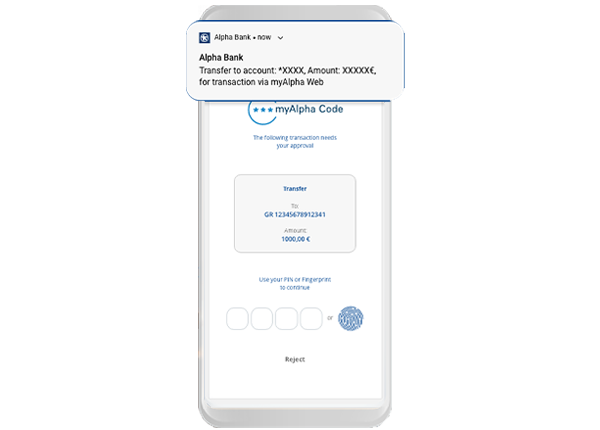 Alpha Bank • now
Alpha Bank
Transfer to account: *XXXX, Amount: XXXXX€,
for transaction via myAlpha Web
myAlpha Code
The following transaction needs
your approval
Transfer
To:
GR 12345678912341
Amount:
1000,00 €
Use your PIN or Fingerprint
to continue
or
Reject